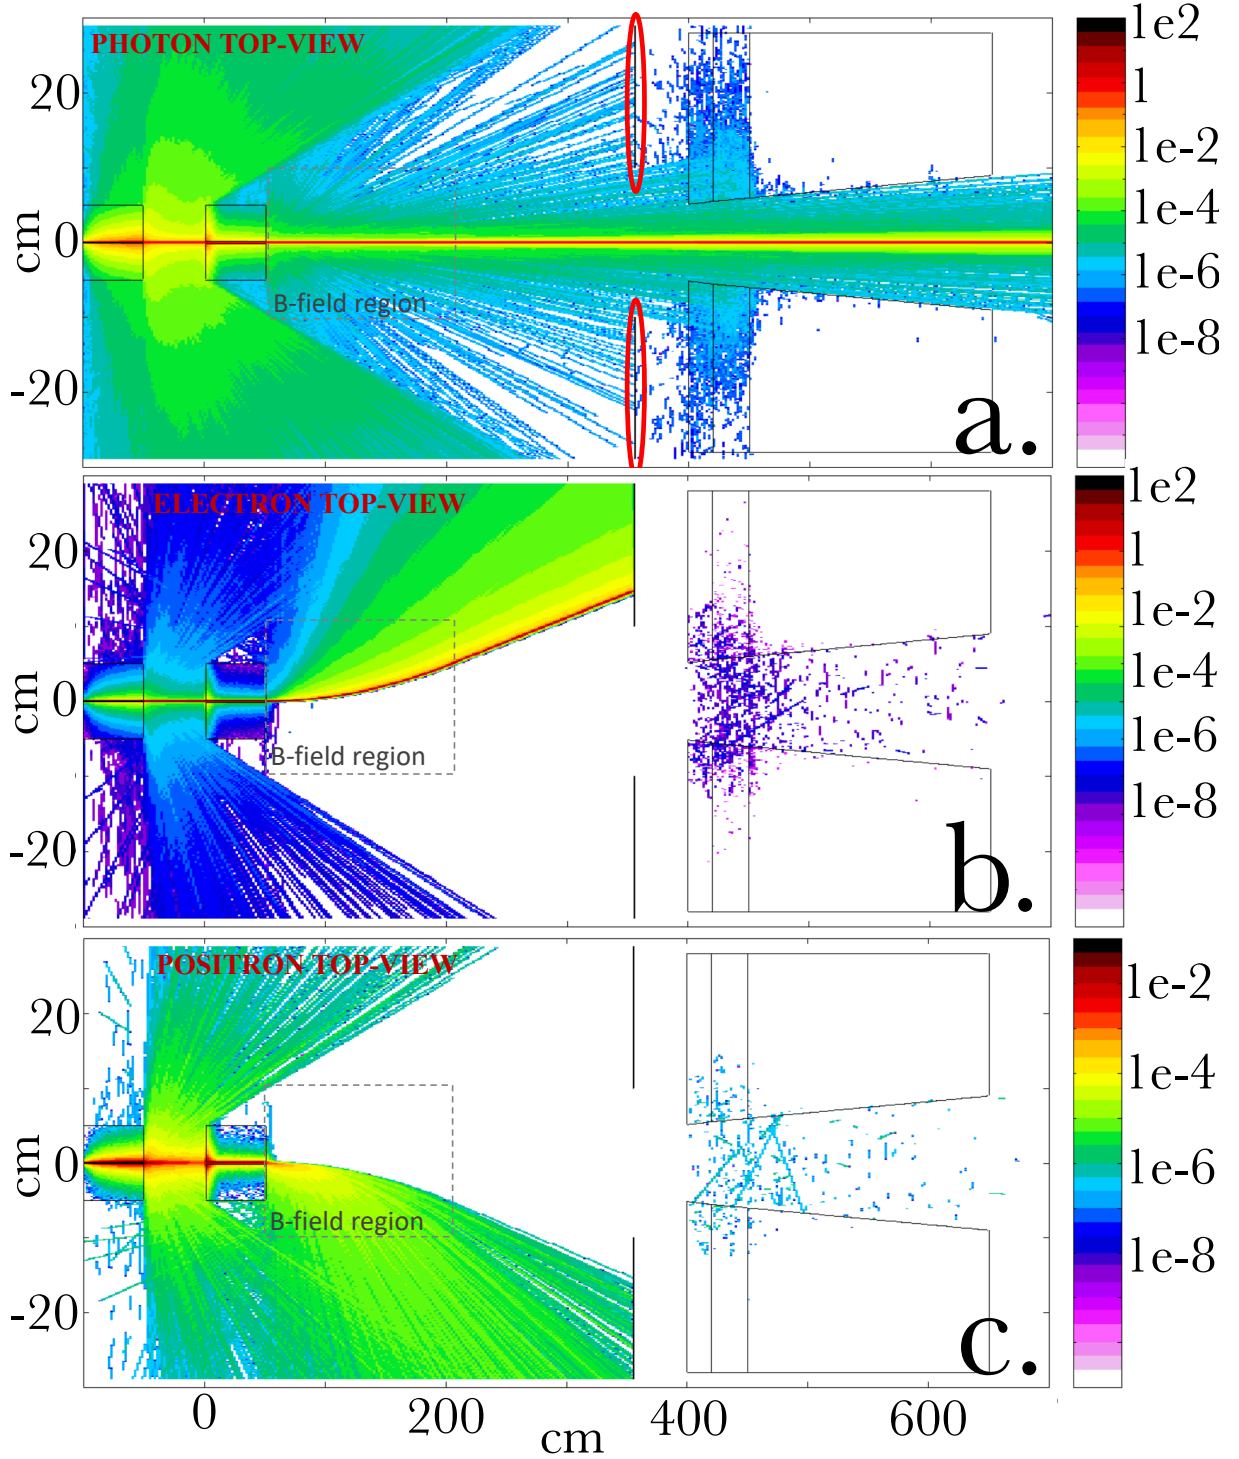 PHOTON TOP-VIEW
20
0
-20
cm
B-field region
a.
1e2
1
1e-2
1e-4
1e-6
1e-8
ELECTRON TOP-VIEW
20
0
-20
cm
B-field region
b.
1e2
1
1e-2
1e-4
1e-6
1e-8
POSITRON TOP-VIEW
20
0
-20
cm
B-field region
c.
1e-2
1e-4
1e-6
1e-8
0
200
400
600
cm